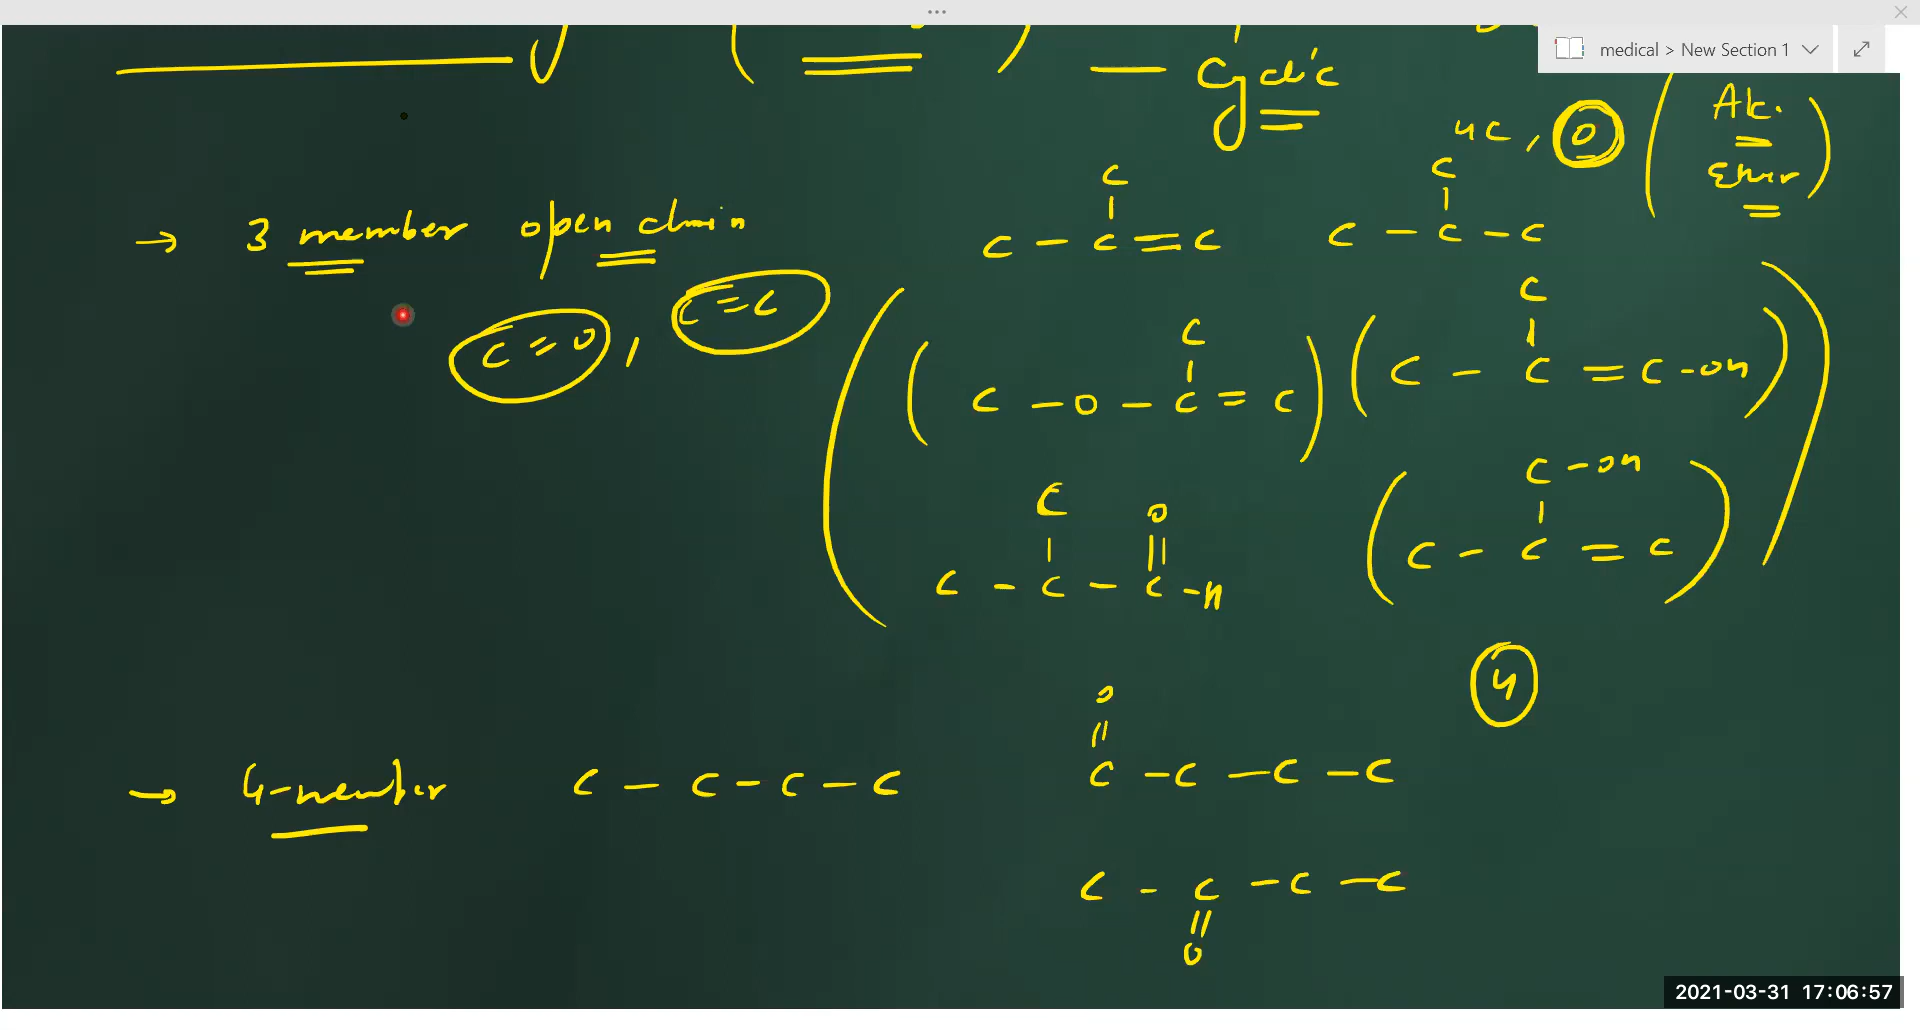 medical > New Section 1
Cyclic
4C, O ( Al. Ether )
→ 3 member open chain
C
|
C - C = C
C
|
C - C - C
C = O , C = C
C
|
( C - O - C = C )
C
|
( C - C = C - OH )
C O
| ||
C - C - C - H
C - OH
|
( C - C = C )
4
→ 4-member C - C - C - C
O
||
C - C - C - C
C - C - C - C
||
O
2021-03-31 17:06:57